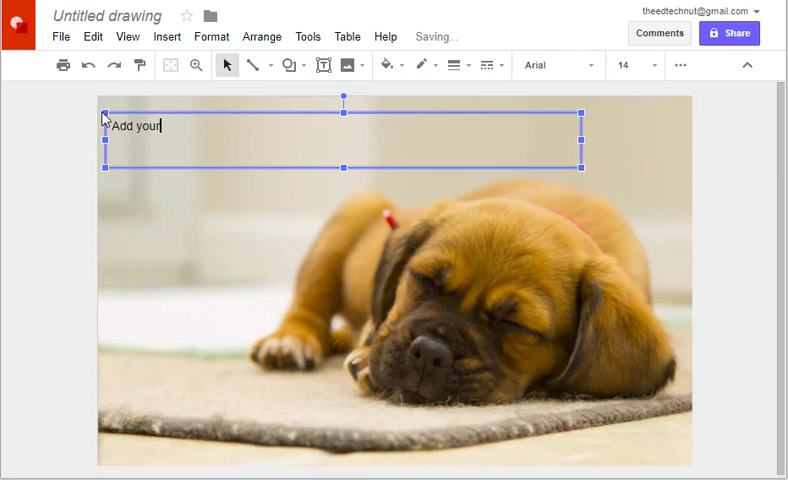 Untitled drawing
theedtechnut@gmail.com
File Edit View Insert Format Arrange Tools Table Help Saving...
Comments
Share
Arial
14
Add your